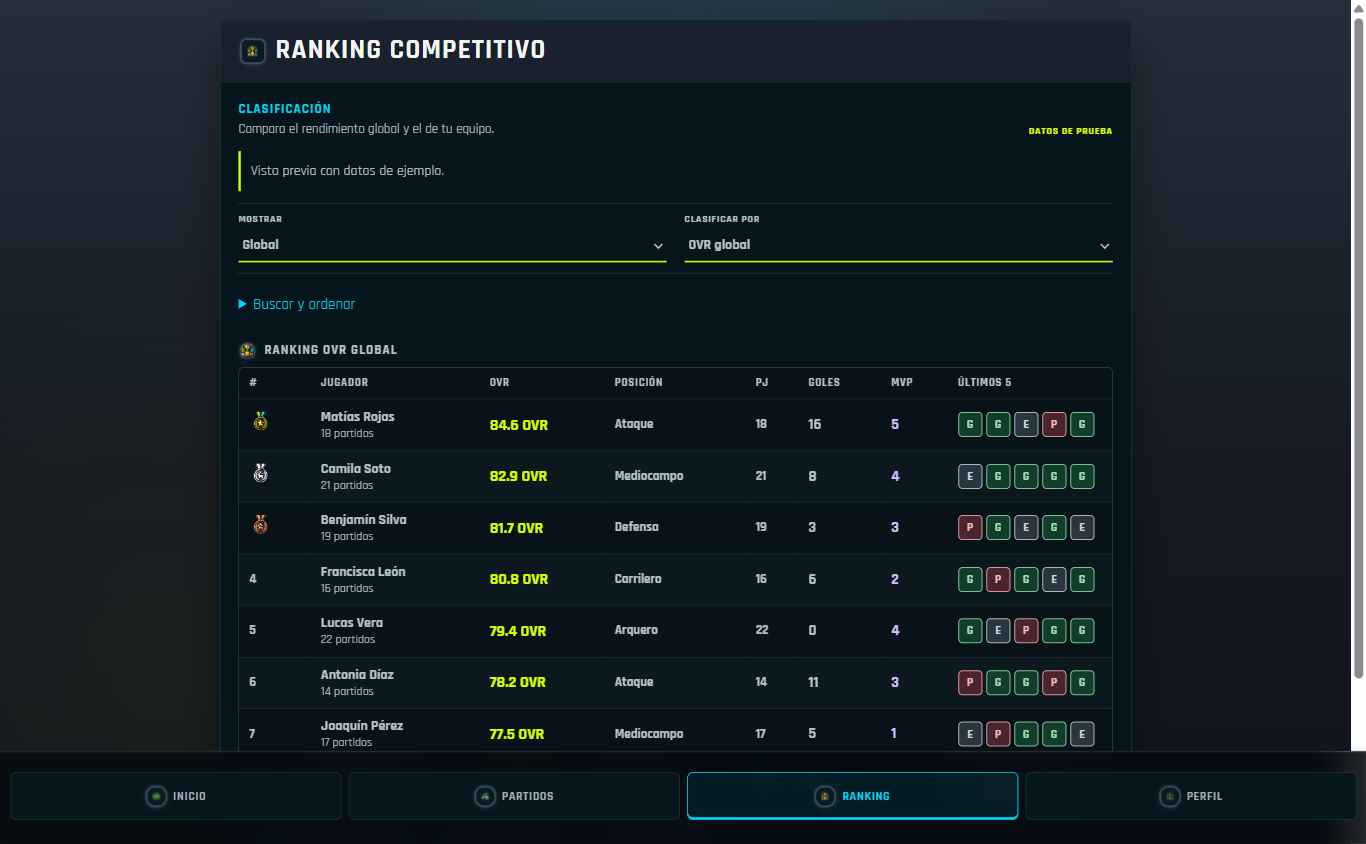 RANKING COMPETITIVO
CLASIFICACIÓN
Compara el rendimiento global y el de tu equipo.
DATOS DE PRUEBA
Vista previa con datos de ejemplo.
MOSTRAR
CLASIFICAR POR
Global
OVR global
Buscar y ordenar
RANKING OVR GLOBAL
# JUGADOR OVR POSICIÓN PJ GOLES MVP ÚLTIMOS 5
Matías Rojas 84.6 OVR Ataque 18 16 5 G G E P G
18 partidos
Camila Soto 82.9 OVR Mediocampo 21 8 4 E G G G G
21 partidos
Benjamín Silva 81.7 OVR Defensa 19 3 3 P G E G E
19 partidos
4 Francisca León 80.8 OVR Carrilero 16 6 2 G P G E G
16 partidos
5 Lucas Vera 79.4 OVR Arquero 22 0 4 G E P G G
22 partidos
6 Antonia Díaz 78.2 OVR Ataque 14 11 3 P G G P G
14 partidos
7 Joaquín Pérez 77.5 OVR Mediocampo 17 5 1 E P G G E
17 partidos
INICIO
PARTIDOS
RANKING
PERFIL